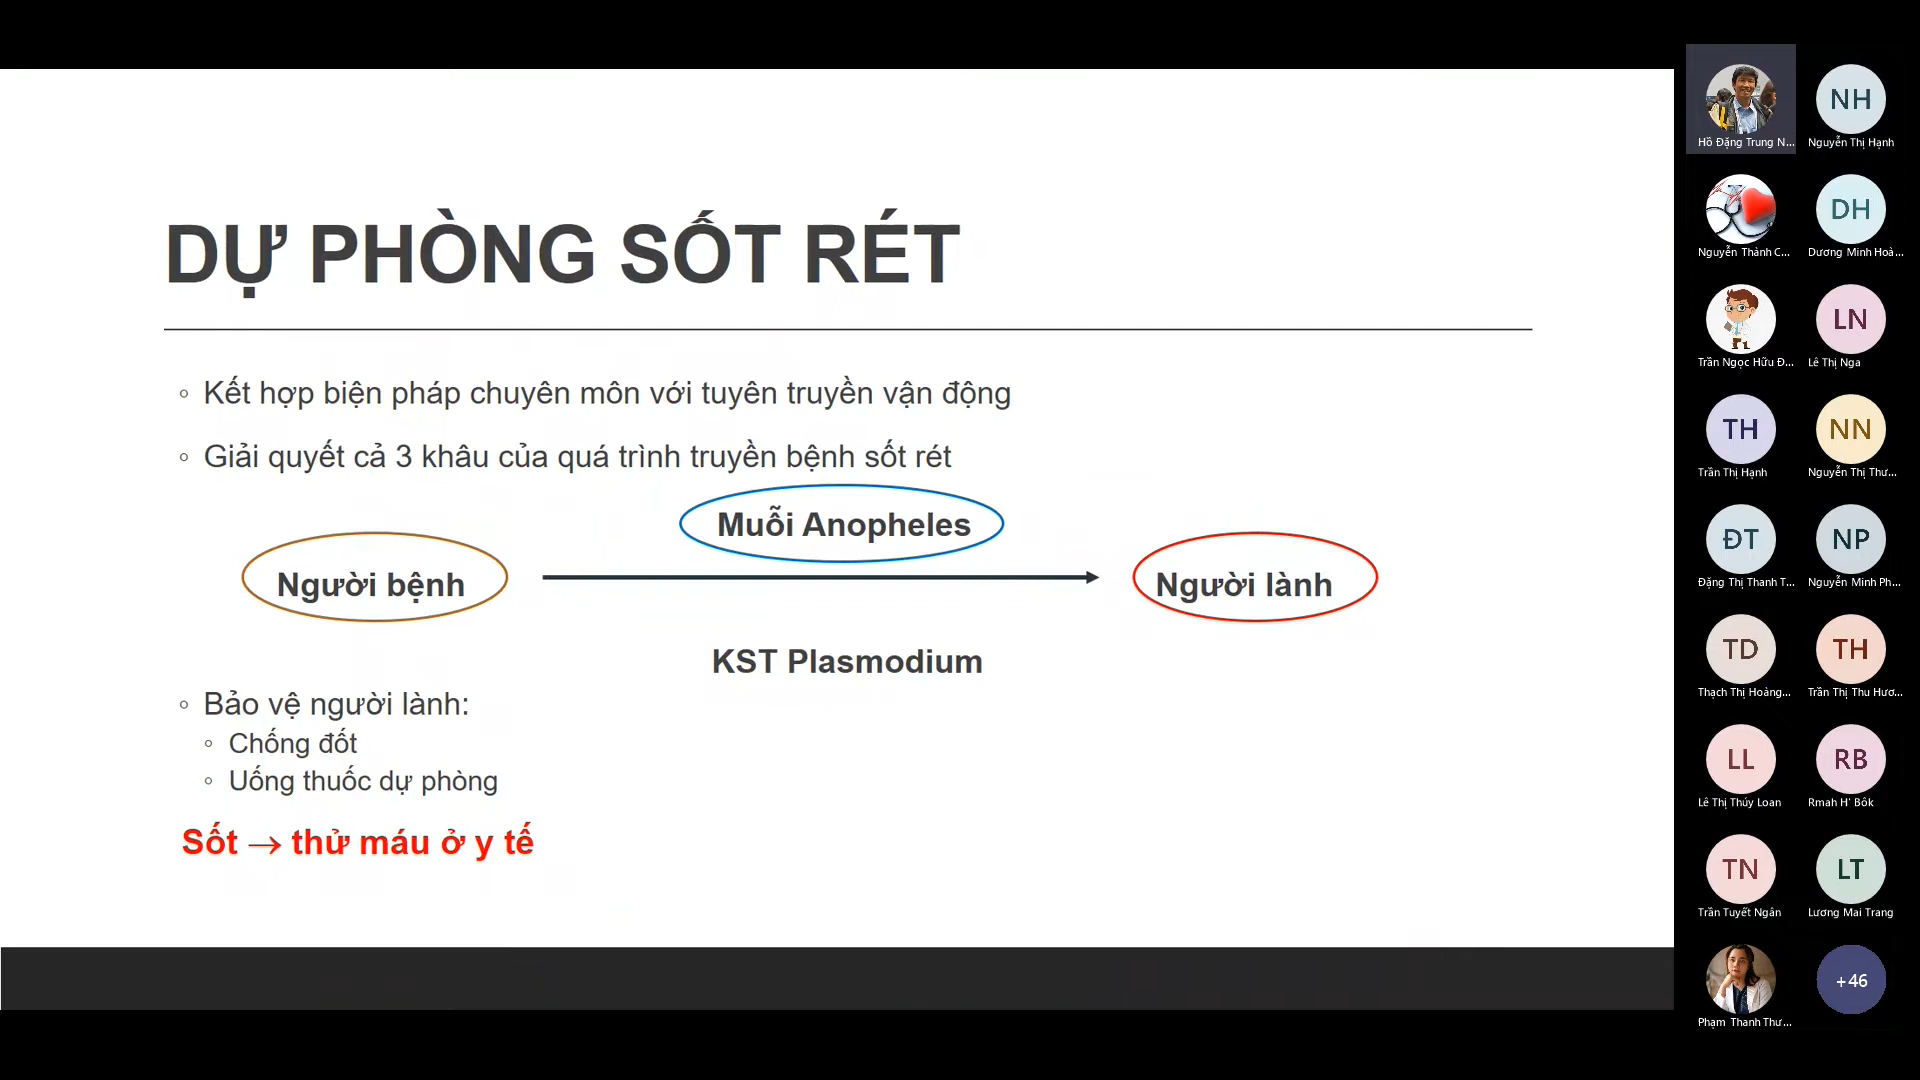 DỰ PHÒNG SỐT RÉT
◦ Kết hợp biện pháp chuyên môn với tuyên truyền vận động
◦ Giải quyết cả 3 khâu của quá trình truyền bệnh sốt rét
Muỗi Anopheles
Người bệnh
Người lành
KST Plasmodium
◦ Bảo vệ người lành:
◦ Chống đốt
◦ Uống thuốc dự phòng
Sốt → thử máu ở y tế
Hồ Đặng Trung N...
NH
Nguyễn Thị Hạnh
Nguyễn Thành C...
DH
Dương Minh Hoà...
Trần Ngọc Hữu Đ...
LN
Lê Thị Nga
TH
Trần Thị Hạnh
NN
Nguyễn Thị Thư...
ĐT
Đặng Thị Thanh T...
NP
Nguyễn Minh Ph...
TD
Thạch Thị Hoàng...
TH
Trần Thị Thu Hươ...
LL
Lê Thị Thúy Loan
RB
Rmah H' Bôk
TN
Trần Tuyết Ngân
LT
Lương Mai Trang
Phạm Thanh Thư...
+46